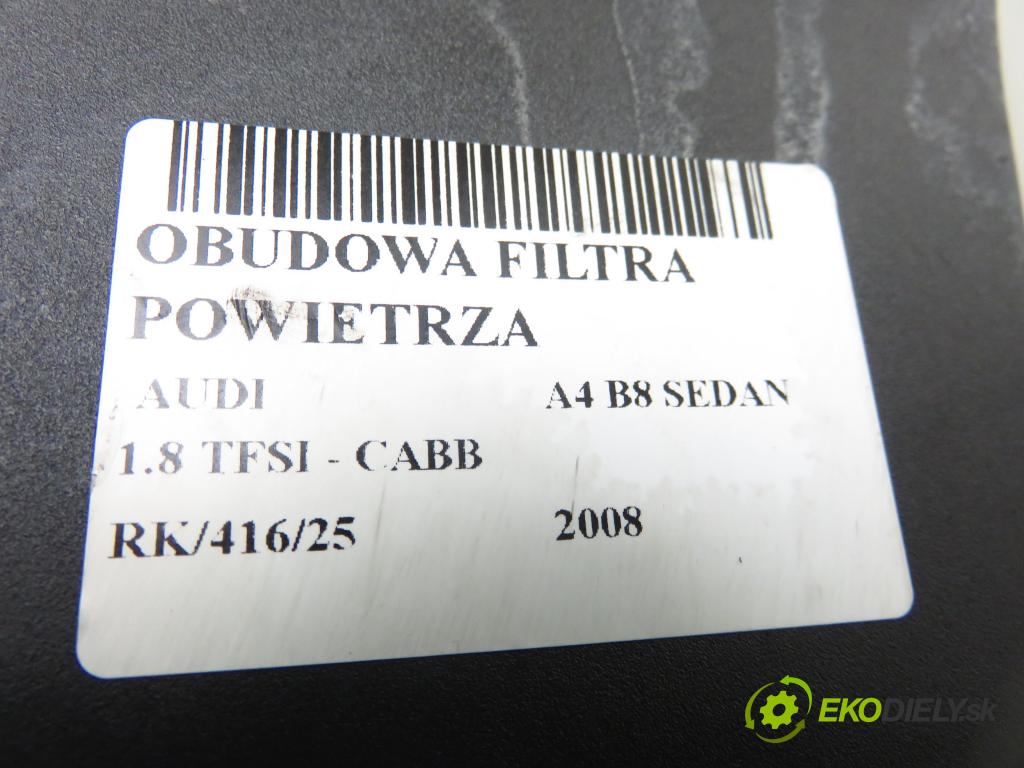 OBUDOWA FILTRA
POWIETRZA
AUDI A4 B8 SEDAN
1.8 TFSI - CABB
RK/416/25 2008
EKODIELY.sk